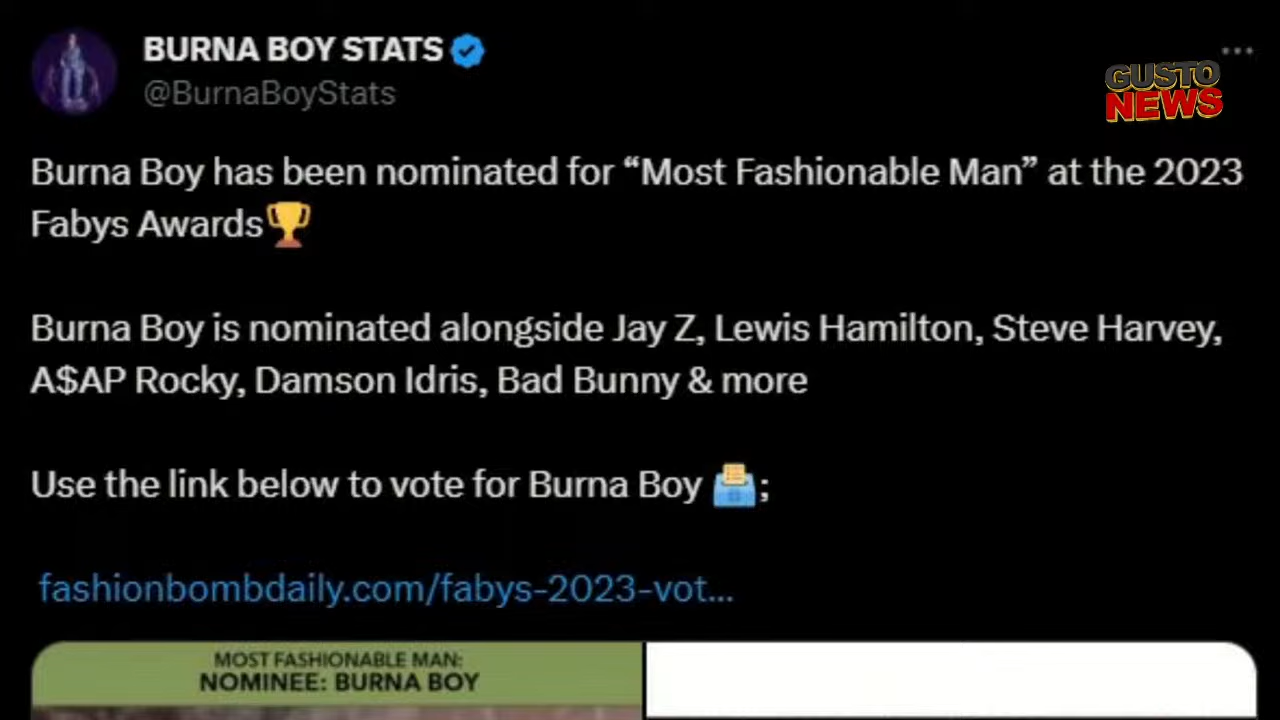 BURNA BOY STATS
@BurnaBoyStats
GUSTO
NEWS
Burna Boy has been nominated for “Most Fashionable Man” at the 2023
Fabys Awards🏆
Burna Boy is nominated alongside Jay Z, Lewis Hamilton, Steve Harvey,
A$AP Rocky, Damson Idris, Bad Bunny & more
Use the link below to vote for Burna Boy 🗳️;
fashionbombdaily.com/fabys-2023-vot...
MOST FASHIONABLE MAN:
NOMINEE: BURNA BOY